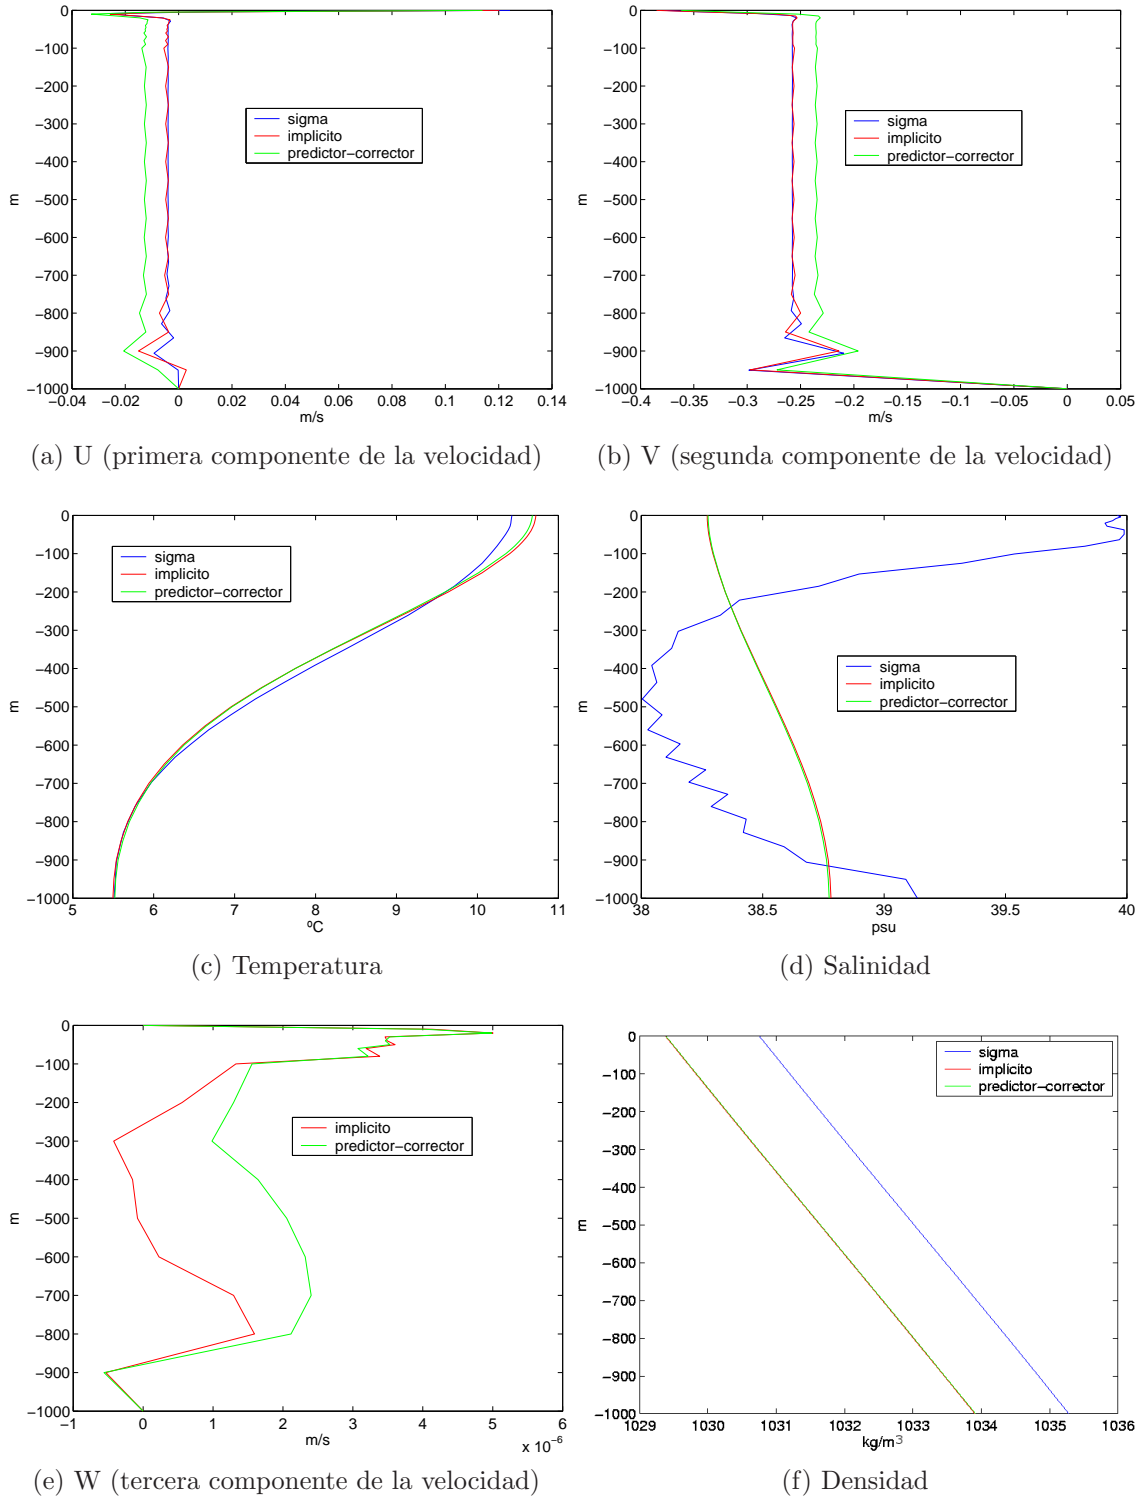 0
−100
−200
−300
−400
−500
−600
−700
−800
−900
−1000
m
−0.04 −0.02 0 0.02 0.04 0.06 0.08 0.1 0.12 0.14
m/s
sigma
implicito
predictor−corrector
(a) U (primera componente de la velocidad)
0
−100
−200
−300
−400
−500
−600
−700
−800
−900
−1000
m
−0.4 −0.35 −0.3 −0.25 −0.2 −0.15 −0.1 −0.05 0 0.05
m/s
sigma
implicito
predictor−corrector
(b) V (segunda componente de la velocidad)
0
−100
−200
−300
−400
−500
−600
−700
−800
−900
−1000
m
5 6 7 8 9 10 11
ºC
sigma
implicito
predictor−corrector
(c) Temperatura
0
−100
−200
−300
−400
−500
−600
−700
−800
−900
−1000
m
38 38.5 39 39.5 40
psu
sigma
implicito
predictor−corrector
(d) Salinidad
0
−100
−200
−300
−400
−500
−600
−700
−800
−900
−1000
m
−1 0 1 2 3 4 5 6
m/s
x 10⁻⁶
implicito
predictor−corrector
(e) W (tercera componente de la velocidad)
0
−100
−200
−300
−400
−500
−600
−700
−800
−900
−1000
m
1029 1030 1031 1032 1033 1034 1035 1036
kg/m³
sigma
implicito
predictor−corrector
(f) Densidad